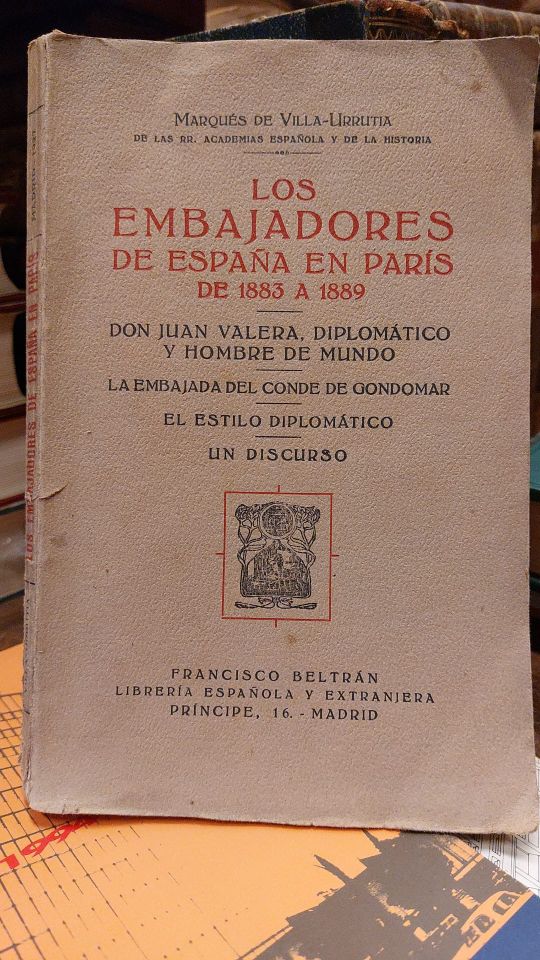 MARQUÉS DE VILLA-URRUTIA
DE LAS RR. ACADEMIAS ESPAÑOLA Y DE LA HISTORIA
LOS
EMBAJADORES
DE ESPAÑA EN PARÍS
DE 1883 A 1889
DON JUAN VALERA, DIPLOMÁTICO
Y HOMBRE DE MUNDO
LA EMBAJADA DEL CONDE DE GONDOMAR
EL ESTILO DIPLOMÁTICO
UN DISCURSO
FRANCISCO BELTRÁN
LIBRERÍA ESPAÑOLA Y EXTRANJERA
PRÍNCIPE, 16. - MADRID
LOS EMBAJADORES DE ESPAÑA EN PARÍS
MADRID 1927